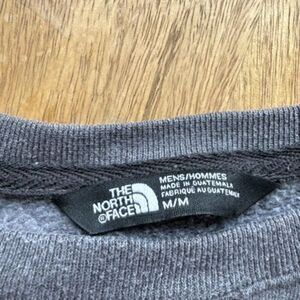 THE
NORTH
FACE
MENS/HOMMES
MADE IN GUATEMALA
FABRIQUÉ AU GUATEMALA
M/M